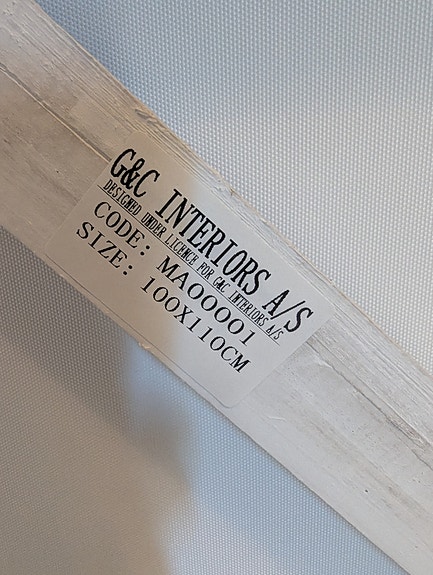 G&C INTERIORS A/S
DESIGNED UNDER LICENCE FOR G&C INTERIORS A/S
CODE: MA00001
SIZE: 100X110CM